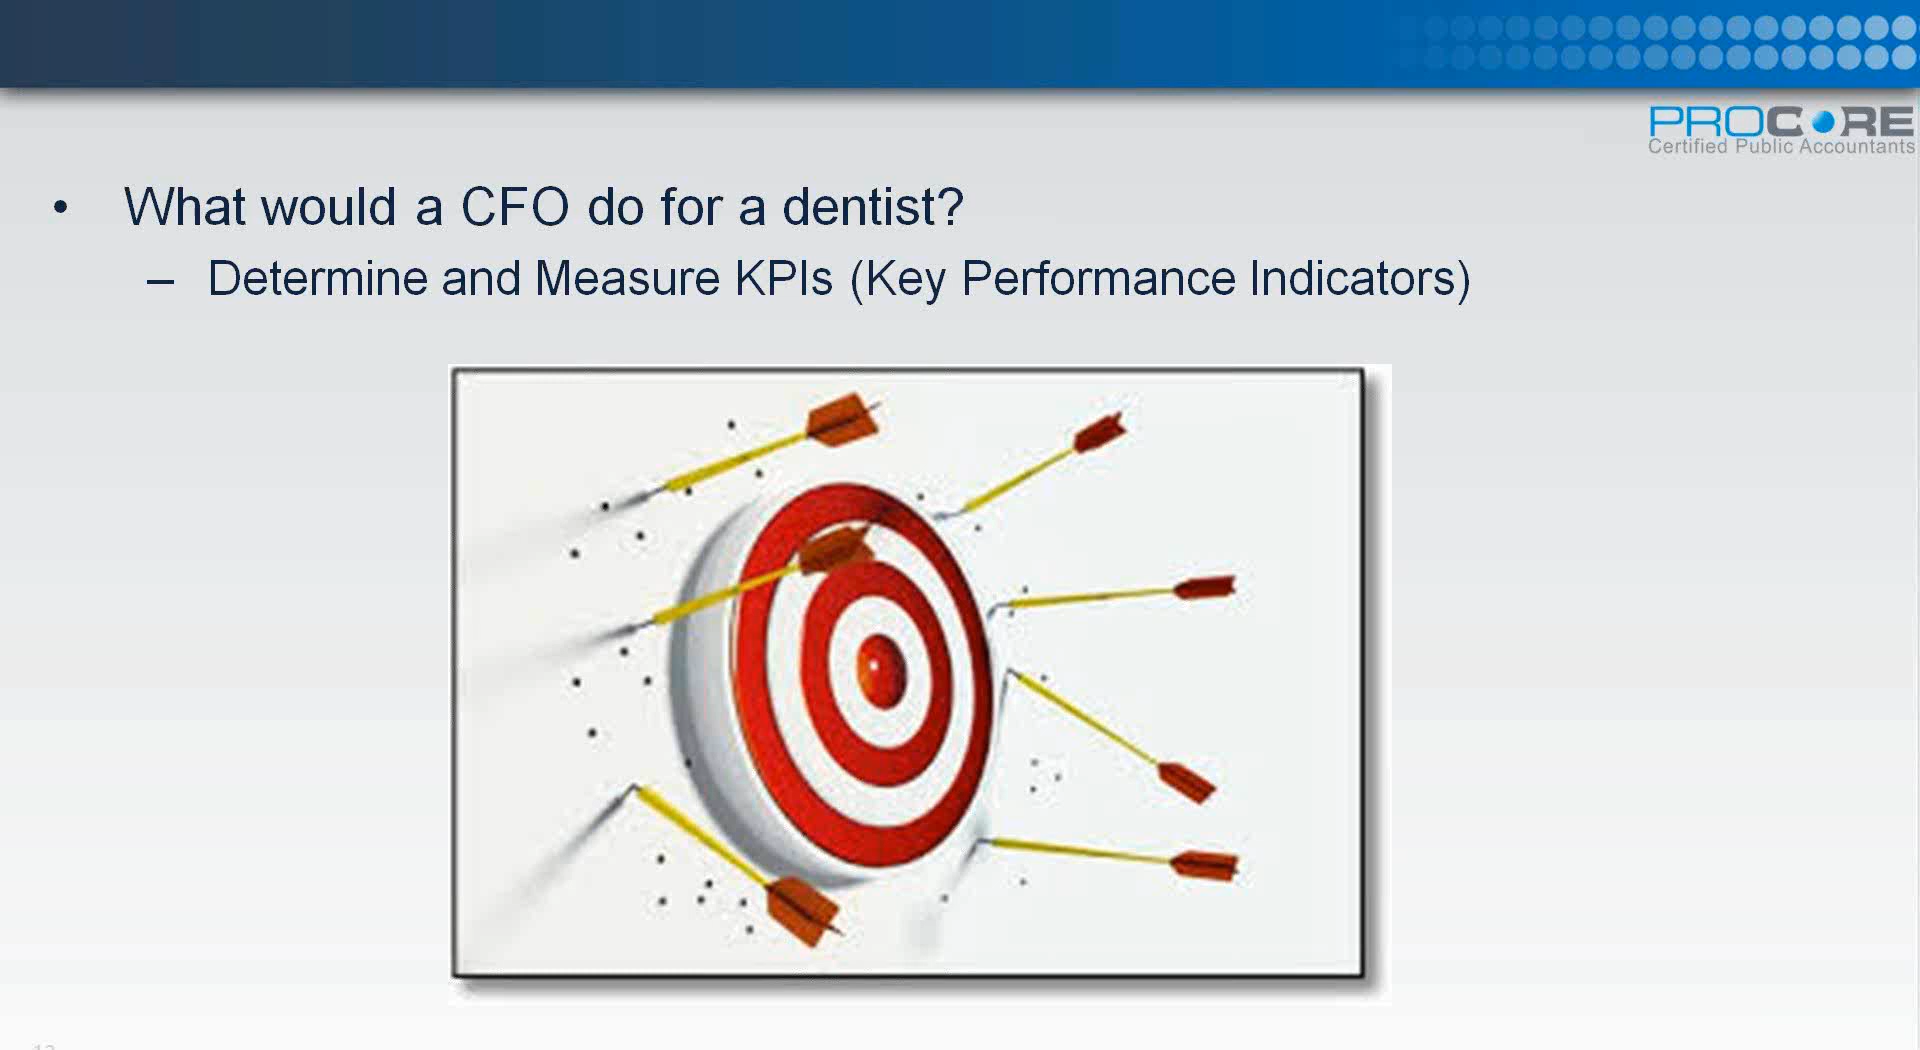 PROCORE
Certified Public Accountants
• What would a CFO do for a dentist?
– Determine and Measure KPIs (Key Performance Indicators)